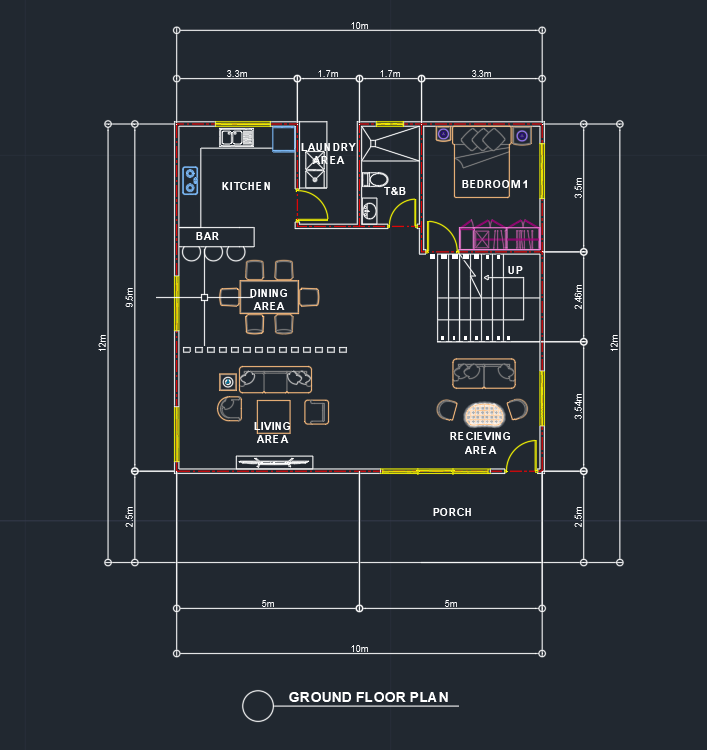 10m
3.3m
1.7m
1.7m
3.3m
LAUNDRY
AREA
KITCHEN
T&B
BEDROOM1
3.5m
BAR
UP
DINING
AREA
9.5m
2.46m
12m
12m
3.54m
LIVING
AREA
RECIEVING
AREA
2.5m
PORCH
2.5m
5m
5m
10m
GROUND FLOOR PLAN